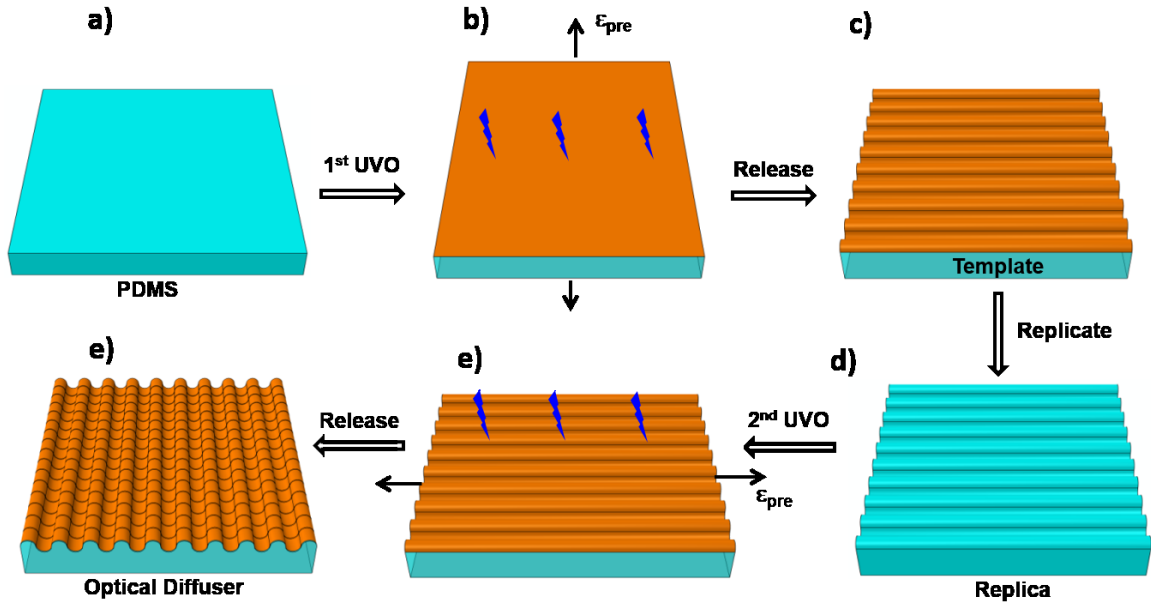 a)
b)
c)
εpre
1st UVO
Release
PDMS
Template
Replicate
e)
e)
d)
Release
2nd UVO
εpre
Optical Diffuser
Replica